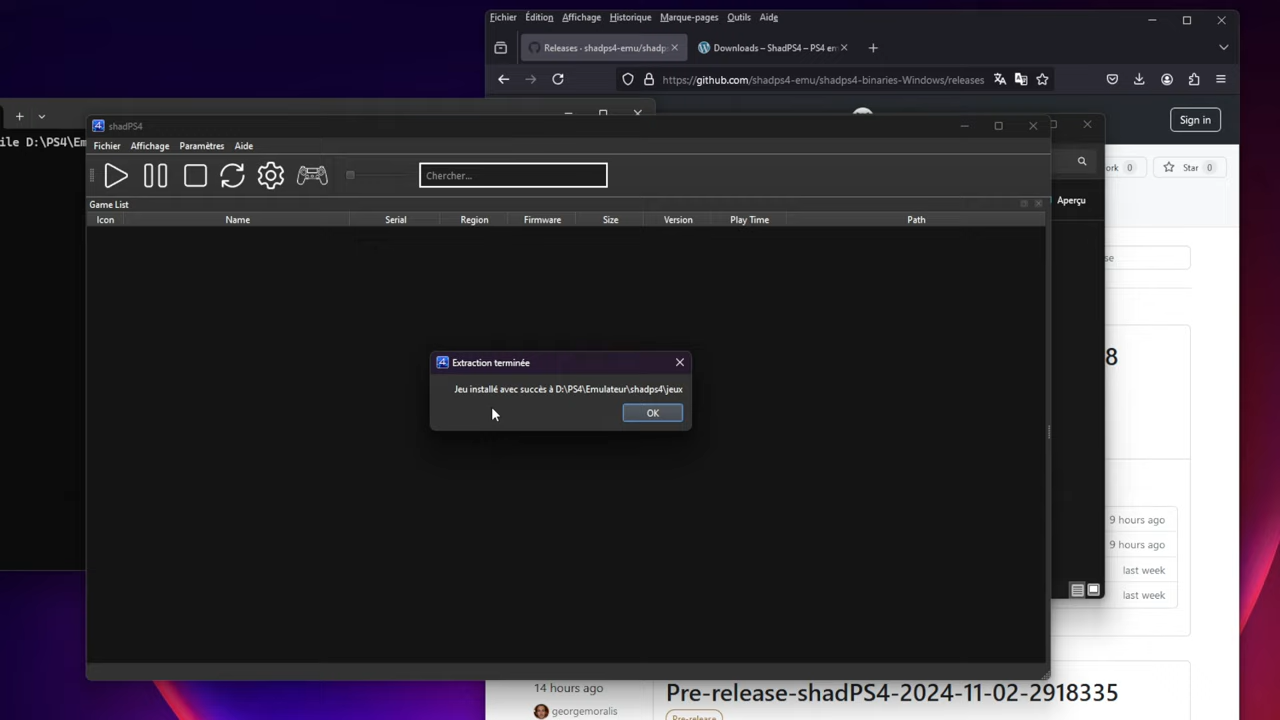 Fichier Édition Affichage Historique Marque-pages Outils Aide
Releases · shadps4-emu/shadp
Downloads – ShadPS4 – PS4 em
https://github.com/shadps4-emu/shadps4-binaries-Windows/releases
Sign in
ile D:\PS4\Em
shadPS4
Fichier Affichage Paramètres Aide
ork 0
Star 0
Chercher...
Aperçu
Game List
Icon Name Serial Region Firmware Size Version Play Time Path
se
8
Extraction terminée
Jeu installé avec succès à D:\PS4\Emulateur\shadps4\jeux
OK
9 hours ago
9 hours ago
last week
last week
14 hours ago
georgemoralis
Pre-release-shadPS4-2024-11-02-2918335
Pre-release